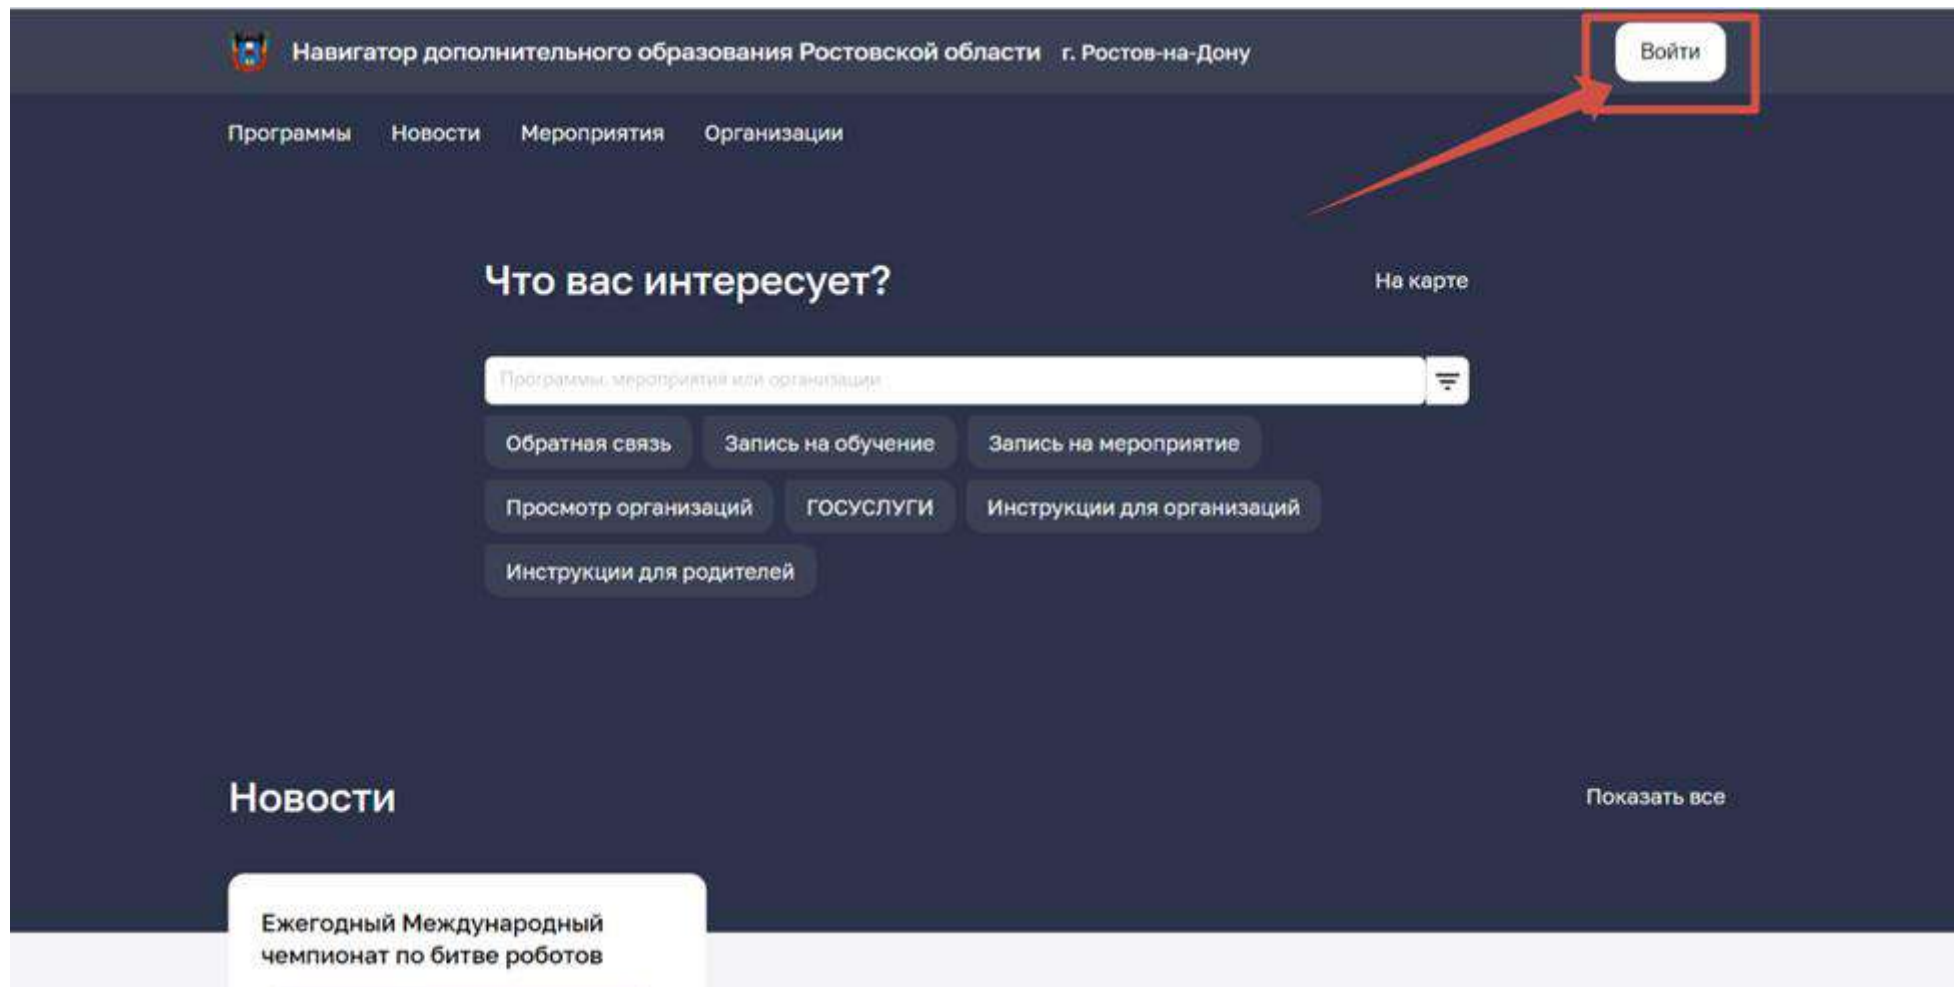 Навигатор дополнительного образования Ростовской области г. Ростов-на-Дону Войти
Программы Новости Мероприятия Организации
Что вас интересует? На карте
Программы, мероприятия или организации
Обратная связь Запись на обучение Запись на мероприятие
Просмотр организаций ГОСУСЛУГИ Инструкции для организаций
Инструкции для родителей
Новости Показать все
Ежегодный Международный
чемпионат по битве роботов